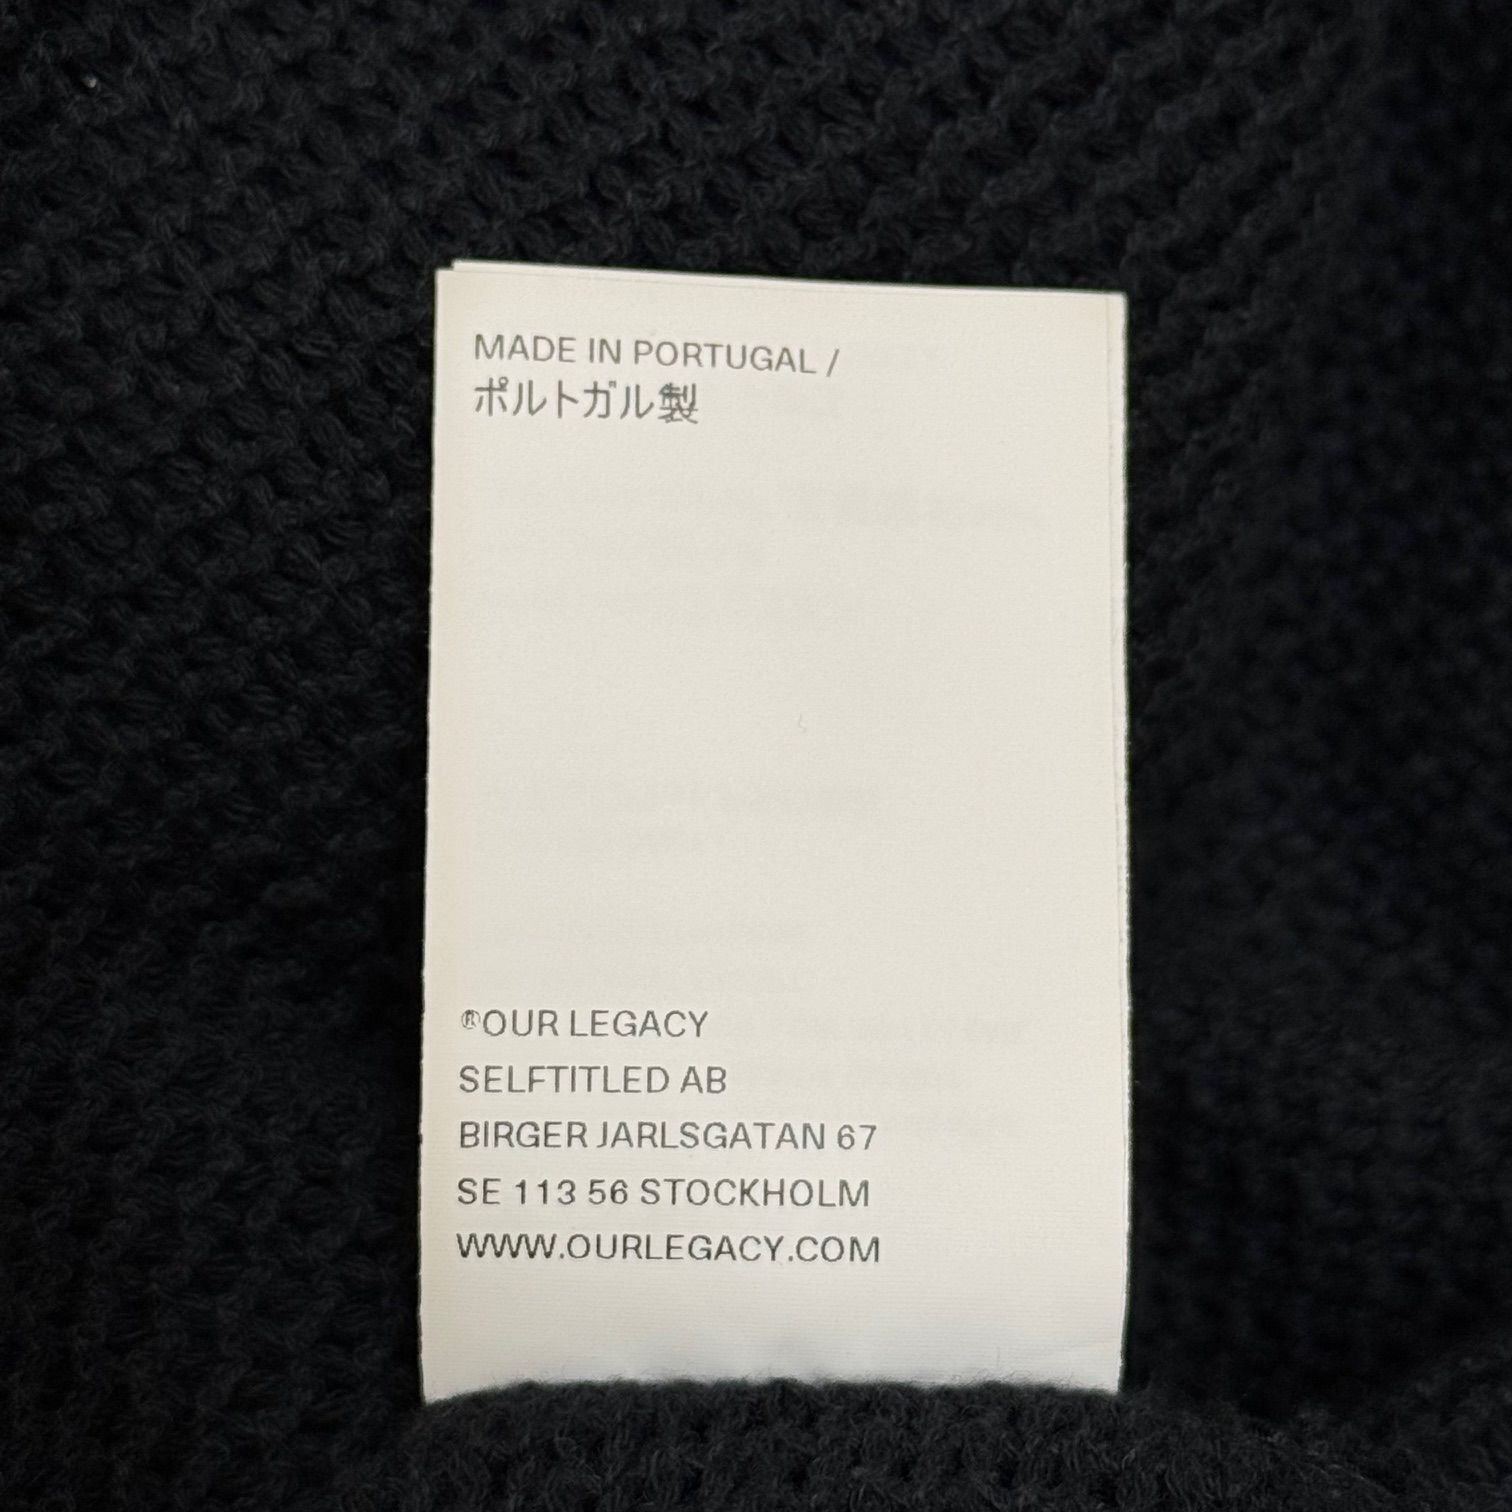 MADE IN PORTUGAL /
ポルトガル製
®OUR LEGACY
SELFTITLED AB
BIRGER JARLSGATAN 67
SE 113 56 STOCKHOLM
WWW.OURLEGACY.COM